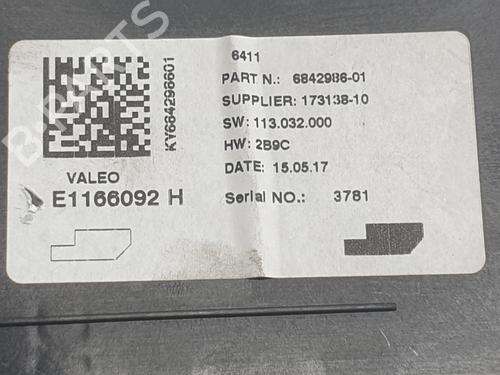 6411
PART N.: 6842986-01
SUPPLIER: 173138-10
SW: 113.032.000
HW: 2B9C
DATE: 15.05.17
Serial NO.: 3781
KY684298601
VALEO
E1166092 H
B-PARTS